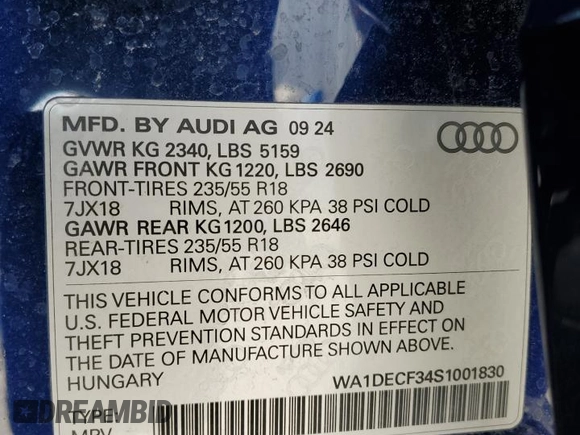 MFD. BY AUDI AG 09 24
GVWR KG 2340, LBS 5159
GAWR FRONT KG 1220, LBS 2690
FRONT-TIRES 235/55 R18
7JX18 RIMS, AT 260 KPA 38 PSI COLD
GAWR REAR KG 1200, LBS 2646
REAR-TIRES 235/55 R18
7JX18 RIMS, AT 260 KPA 38 PSI COLD
THIS VEHICLE CONFORMS TO ALL APPLICABLE
U.S. FEDERAL MOTOR VEHICLE SAFETY AND
THEFT PREVENTION STANDARDS IN EFFECT ON
THE DATE OF MANUFACTURE SHOWN ABOVE.
HUNGARY WA1DECF34S1001830
TYPE:
MPV
DREAMBID